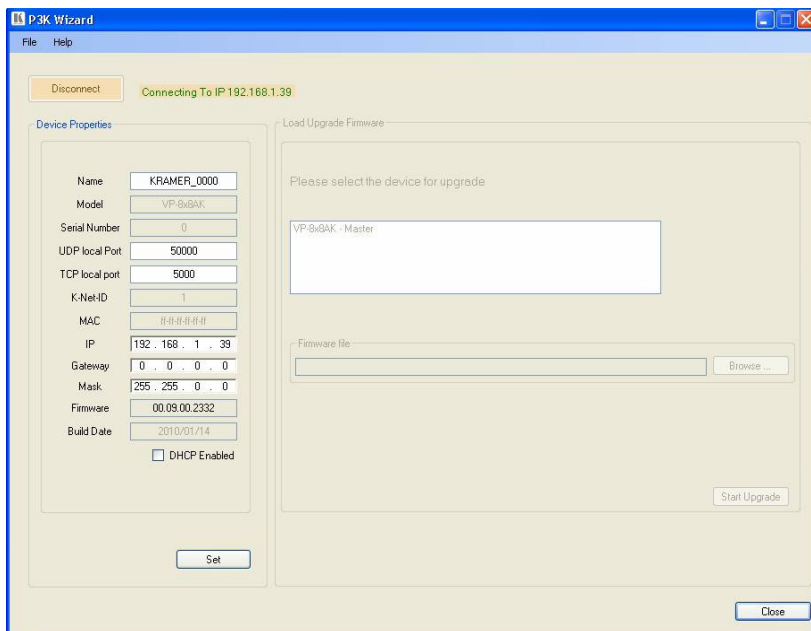 P3K Wizard
File Help
Disconnect
Connecting To IP 192.168.1.39
Device Properties
Name KRAMER_0000
Model VP-8x8AK
Serial Number 0
UDP local Port 50000
TCP local port 5000
K-Net-ID 1
MAC ff-ff-ff-ff-ff-ff
IP 192 . 168 . 1 . 39
Gateway 0 . 0 . 0 . 0
Mask 255 . 255 . 0 . 0
Firmware 00.09.00.2332
Build Date 2010/01/14
DHCP Enabled
Set
Load Upgrade Firmware
Please select the device for upgrade
VP-8x8AK - Master
Firmware file
Browse ...
Start Upgrade
Close